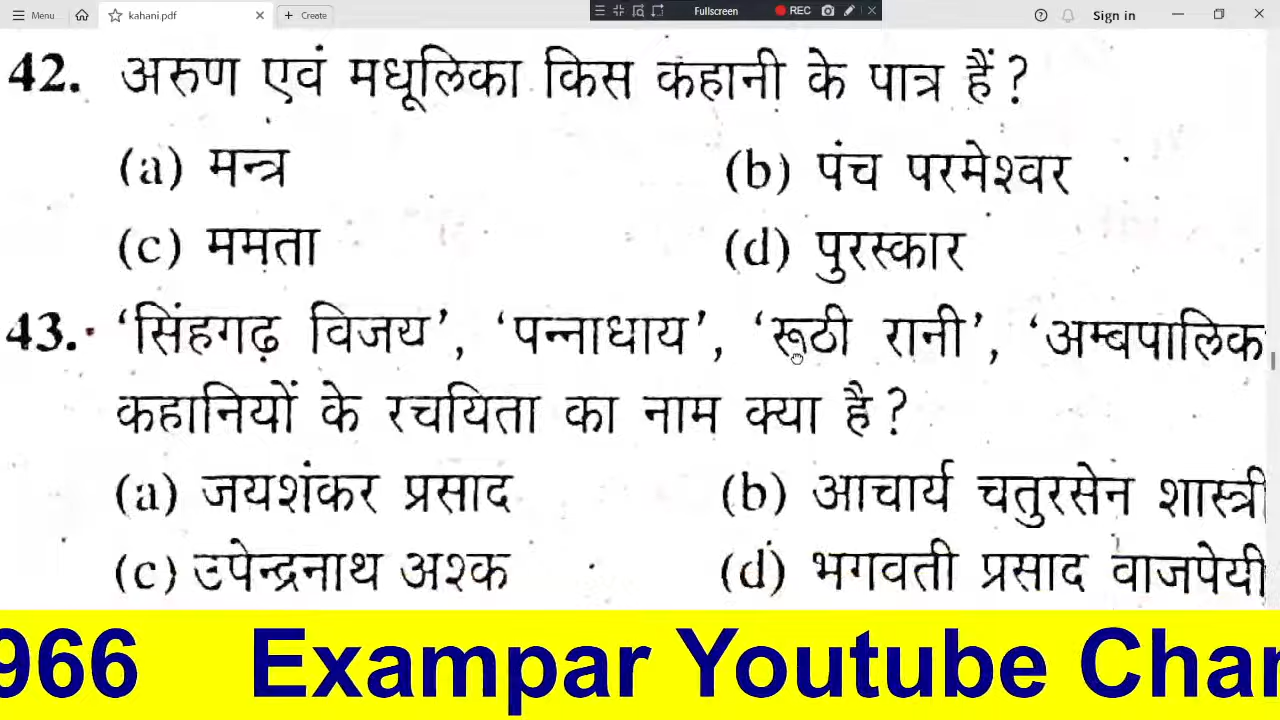 Menu kahani.pdf × + Create Fullscreen REC Sign in
42. अरुण एवं मधूलिका किस कहानी के पात्र हैं?
(a) मन्त्र (b) पंच परमेश्वर
(c) ममता (d) पुरस्कार
43. ‘सिंहगढ़ विजय’, ‘पन्नाधाय’, ‘रूठी रानी’, ‘अम्बपालिक
कहानियों के रचयिता का नाम क्या है?
(a) जयशंकर प्रसाद (b) आचार्य चतुरसेन शास्त्री
(c) उपेन्द्रनाथ अश्क (d) भगवती प्रसाद वाजपेयी
966 Exampar Youtube Chan